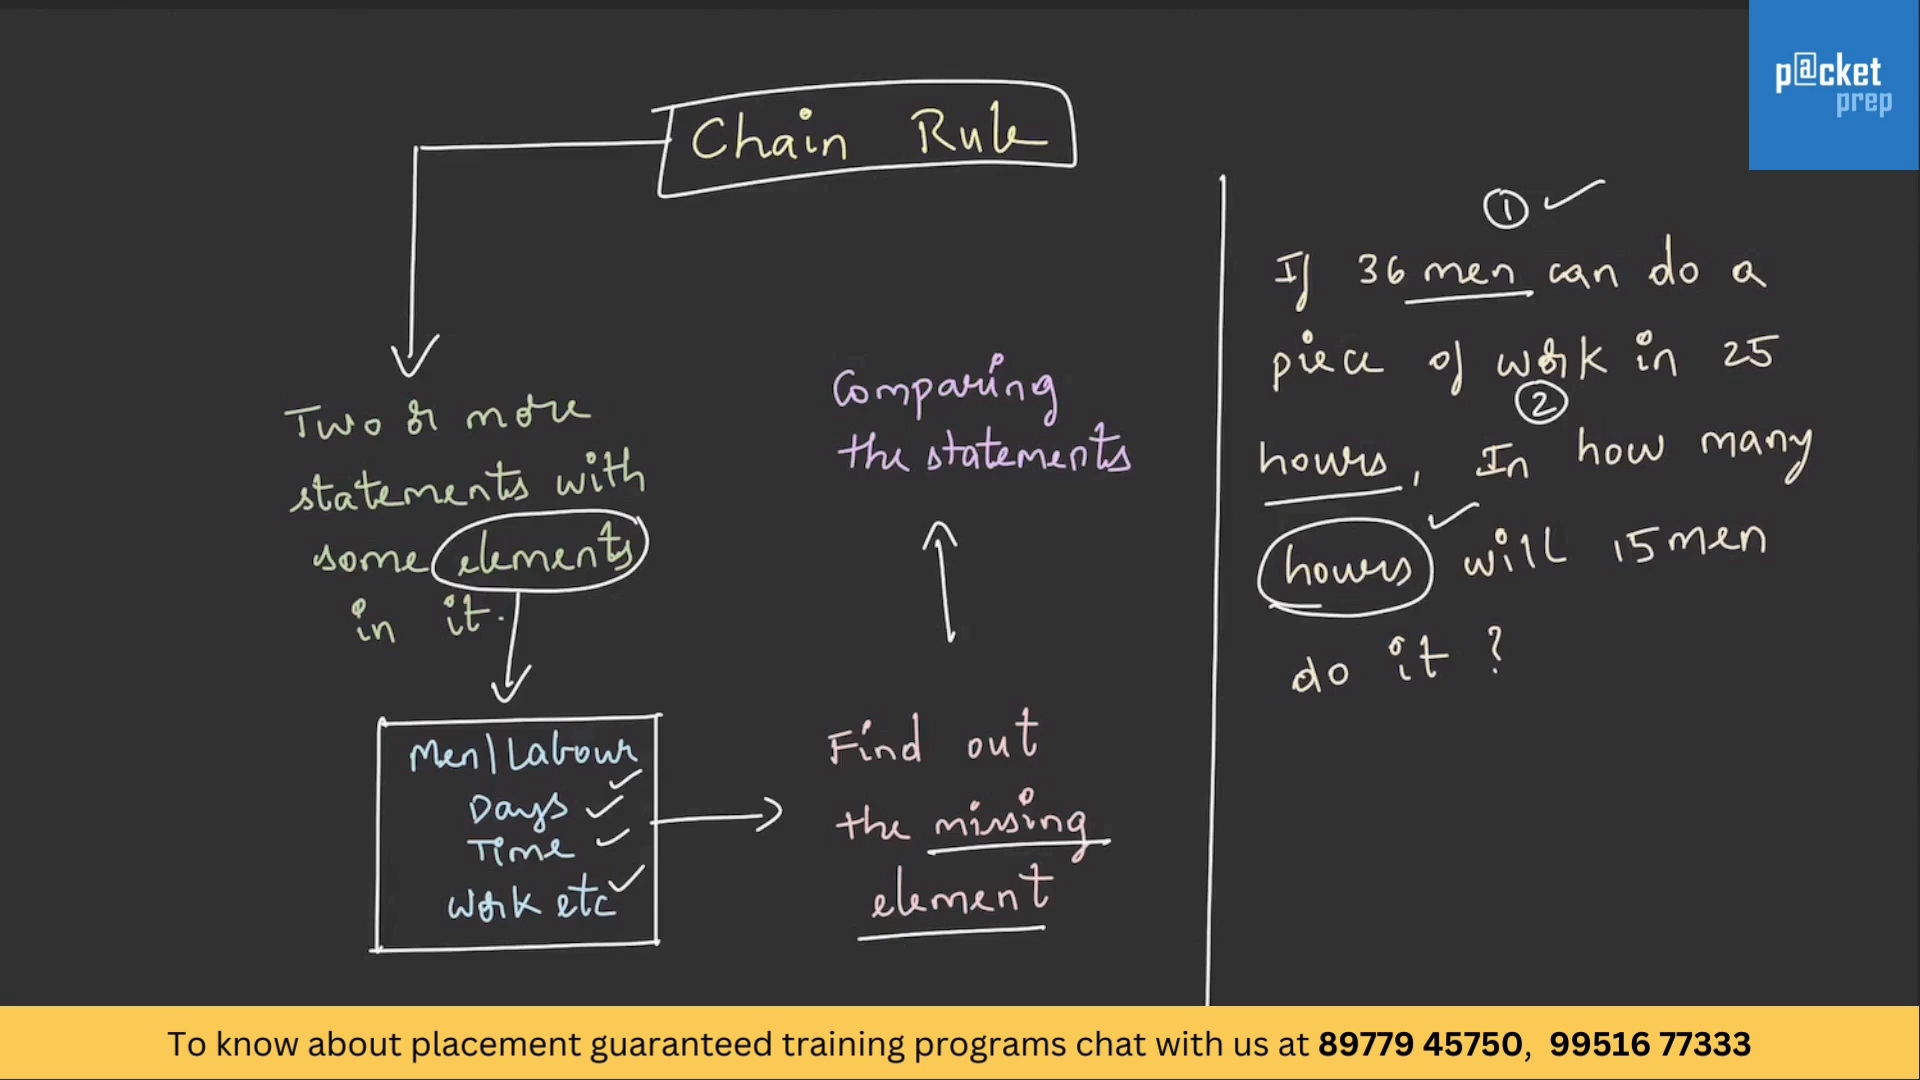 p@cket
prep
Chain Rule
Two or more
statements with
some elements
in it.
Men/Labour
Days
Time
Work etc
Find out
the missing
element
Comparing
the statements
1
If 36 men can do a
piece of work in 25
2
hours, In how many
hours will 15 men
do it ?
To know about placement guaranteed training programs chat with us at 89779 45750, 99516 77333